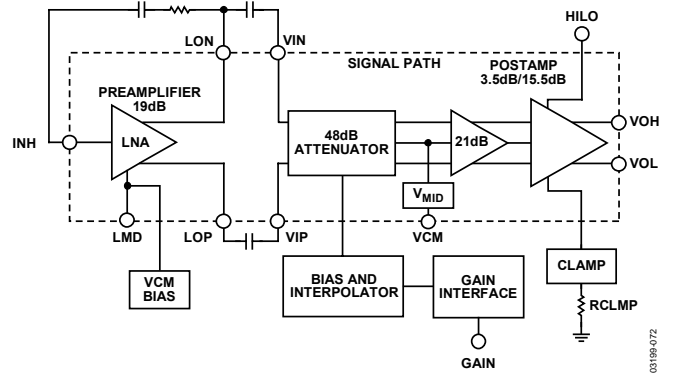 HILO
LON
VIN
SIGNAL PATH
POSTAMP
3.5dB/15.5dB
PREAMPLIFIER
19dB
INH
LNA
48dB
ATTENUATOR
21dB
VOH
VOL
VMID
LMD
LOP
VIP
VCM
VCM
BIAS
BIAS AND
INTERPOLATOR
GAIN
INTERFACE
CLAMP
RCLMP
GAIN
03199-072